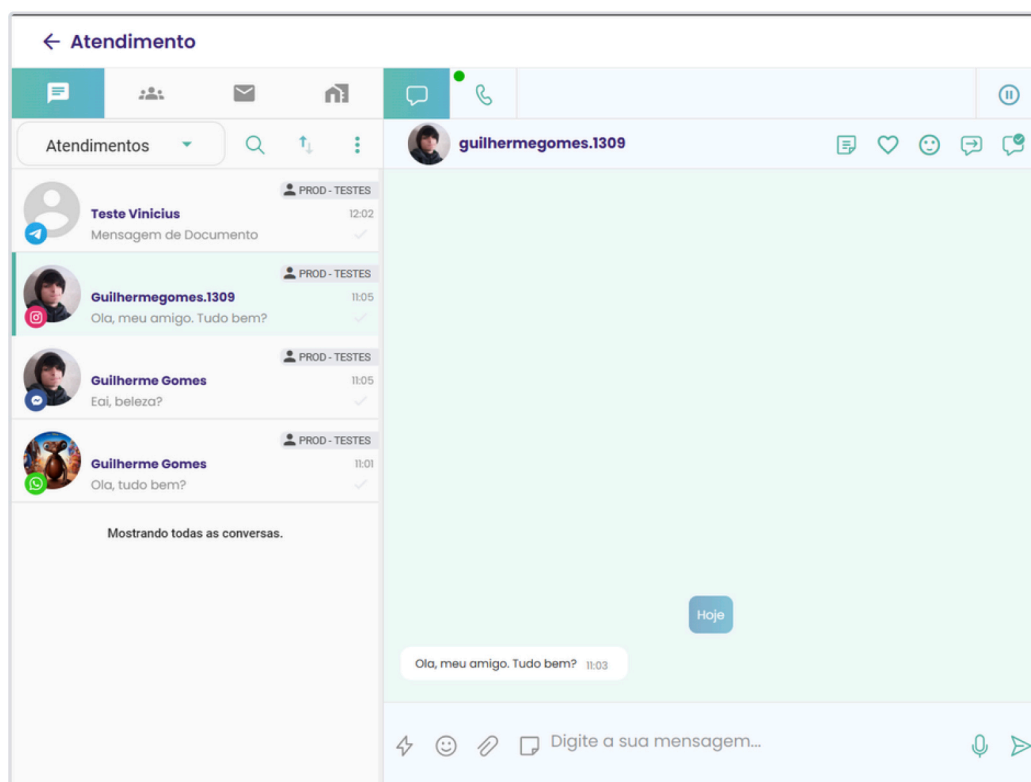 Atendimento
Atendimentos
guilhermegomes.1309
PROD - TESTES
Teste Vinicius 12:02
Mensagem de Documento
PROD - TESTES
Guilhermegomes.1309 11:05
Ola, meu amigo. Tudo bem?
PROD - TESTES
Guilherme Gomes 11:05
Eai, beleza?
PROD - TESTES
Guilherme Gomes 11:01
Ola, tudo bem?
Mostrando todas as conversas.
Hoje
Ola, meu amigo. Tudo bem? 11:03
Digite a sua mensagem...